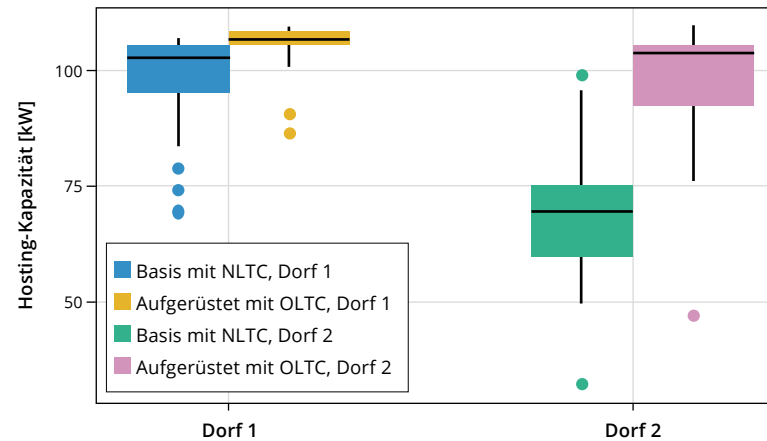 Hosting-Kapazität [kW]
100
75
50
Basis mit NLTC, Dorf 1
Aufgerüstet mit OLTC, Dorf 1
Basis mit NLTC, Dorf 2
Aufgerüstet mit OLTC, Dorf 2
Dorf 1
Dorf 2